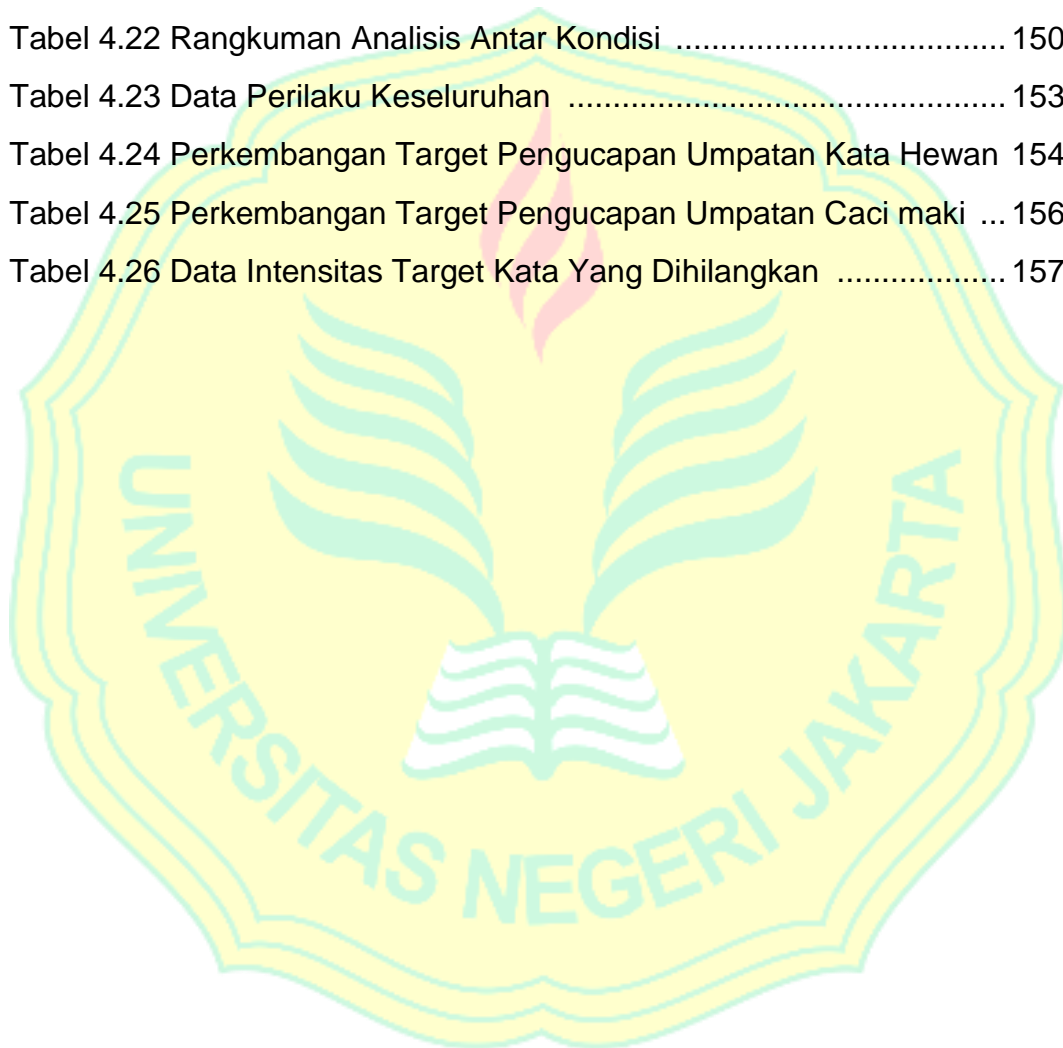 Tabel 4.22 Rangkuman Analisis Antar Kondisi ..................................... 150
Tabel 4.23 Data Perilaku Keseluruhan ................................................. 153
Tabel 4.24 Perkembangan Target Pengucapan Umpatan Kata Hewan 154
Tabel 4.25 Perkembangan Target Pengucapan Umpatan Caci maki ... 156
Tabel 4.26 Data Intensitas Target Kata Yang Dihilangkan ................... 157
UNIVERSITAS NEGERI JAKARTA